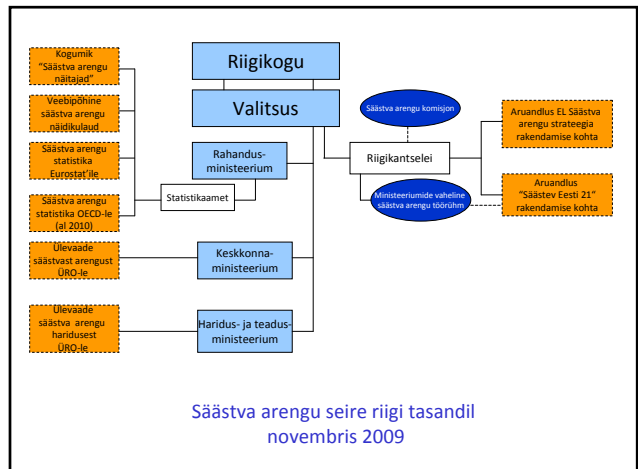 Kogumik
“Säästva arengu
näitajad”
Veebipõhine
säästva arengu
näidikulaud
Säästva arengu
statistika
Eurostat’ile
Säästva arengu
statistika OECD-le
(al 2010)
Ülevaade
säästvast arengust
ÜRO-le
Ülevaade
säästva arengu
haridusest
ÜRO-le
Riigikogu
Valitsus
Rahandus-
ministeerium
Statistikaamet
Keskkonna-
ministeerium
Haridus- ja teadus-
ministeerium
Säästva arengu komisjon
Riigikantselei
Ministeeriumide vaheline
säästva arengu töörühm
Aruandlus EL Säästva
arengu strateegia
rakendamise kohta
Aruandlus
“Säästev Eesti 21”
rakendamise kohta
Säästva arengu seire riigi tasandil
novembris 2009